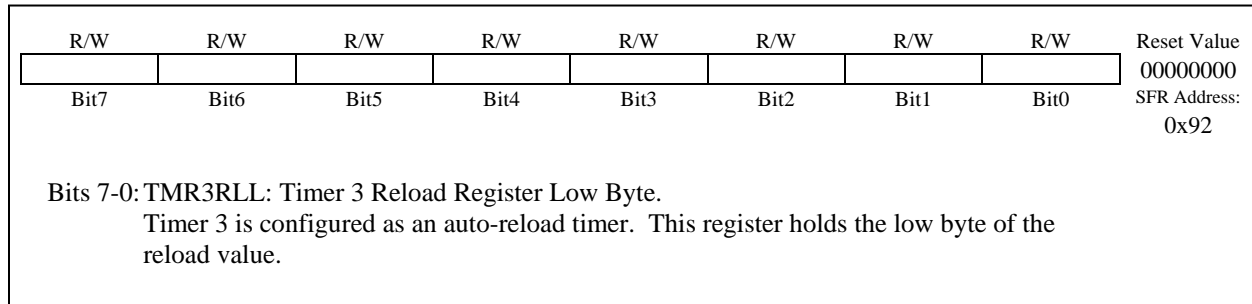 R/W R/W R/W R/W R/W R/W R/W R/W Reset Value
00000000
Bit7 Bit6 Bit5 Bit4 Bit3 Bit2 Bit1 Bit0 SFR Address:
0x92
Bits 7-0: TMR3RLL: Timer 3 Reload Register Low Byte.
Timer 3 is configured as an auto-reload timer. This register holds the low byte of the
reload value.